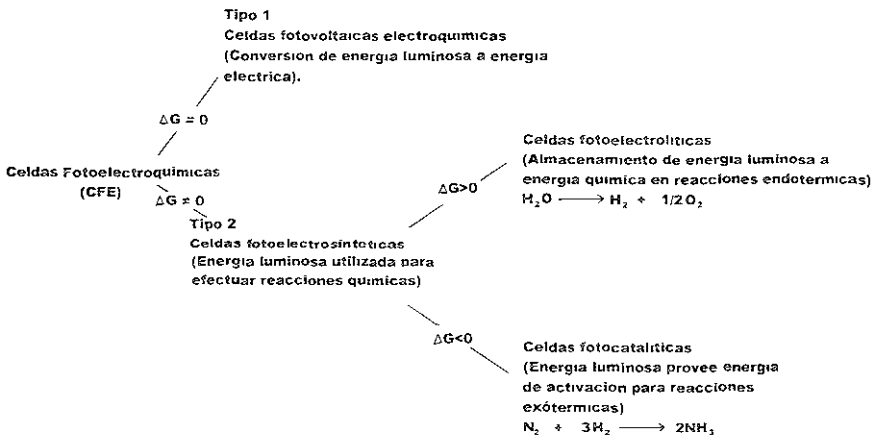 Tipo 1
Celdas fotovoltaicas electroquimicas
(Conversion de energia luminosa a energia
electrica).
ΔG = 0
Celdas Fotoelectroquimicas
(CFE)
ΔG ≠ 0
Tipo 2
Celdas fotoelectrosinteticas
(Energia luminosa utilizada para
efectuar reacciones quimicas)
ΔG>0
Celdas fotoelectroliticas
(Almacenamiento de energia luminosa a
energia quimica en reacciones endotermicas)
H₂O ⟶ H₂ + 1/2O₂
ΔG<0
Celdas fotocataliticas
(Energia luminosa provee energia
de activacion para reacciones
exótermicas)
N₂ + 3H₂ ⟶ 2NH₃